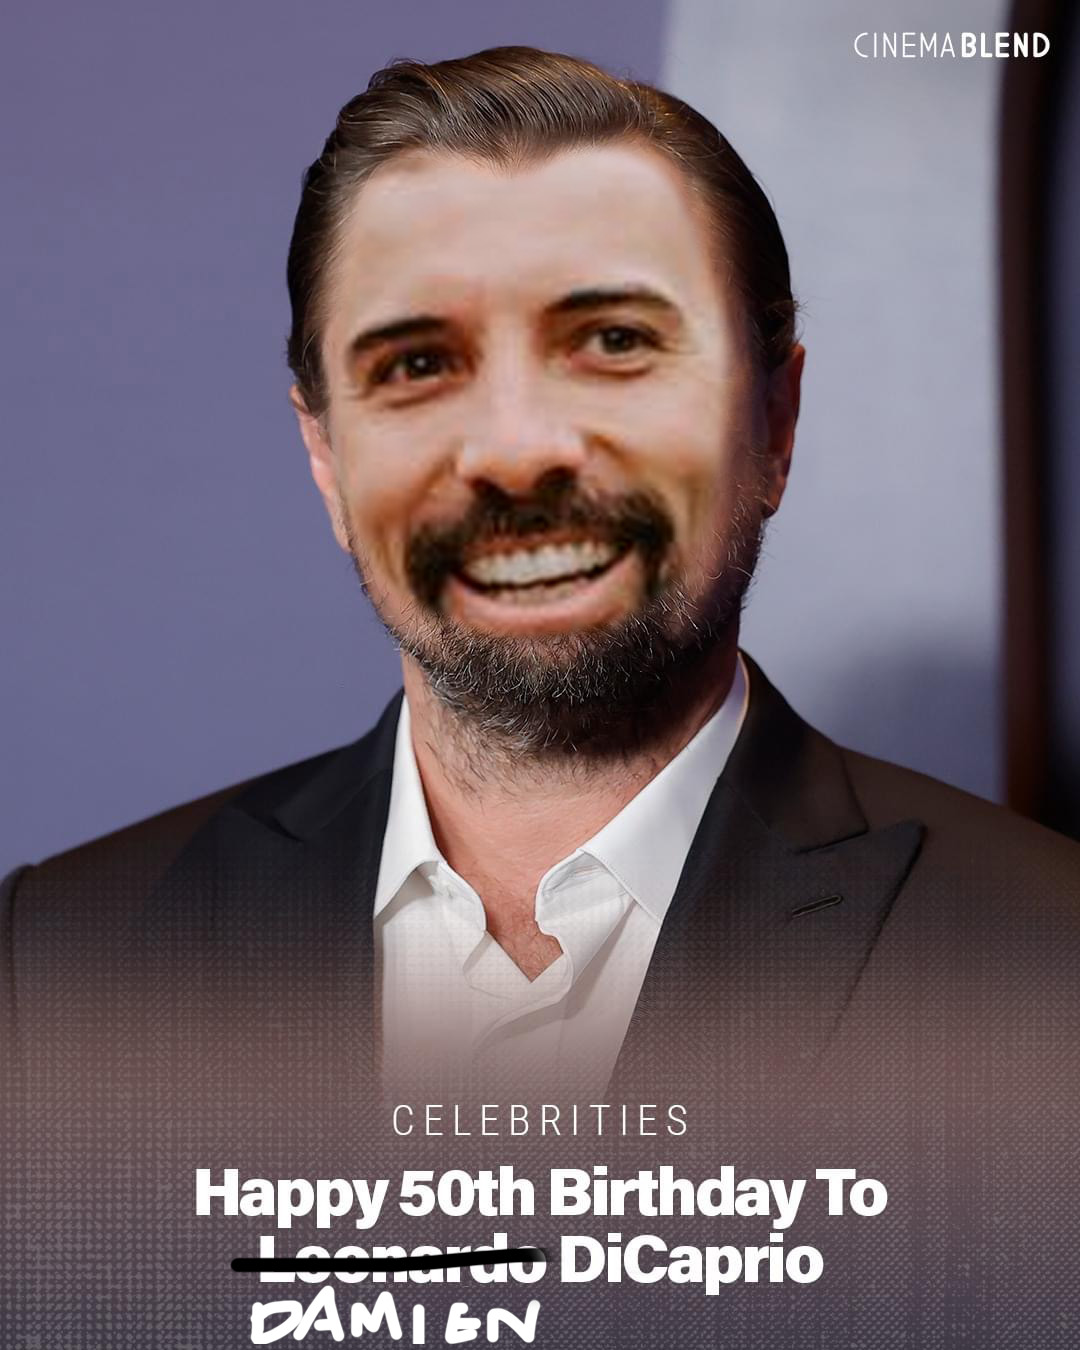 CINEMABLEND
CELEBRITIES
Happy 50th Birthday To
Leonardo DiCaprio
DAMIEN